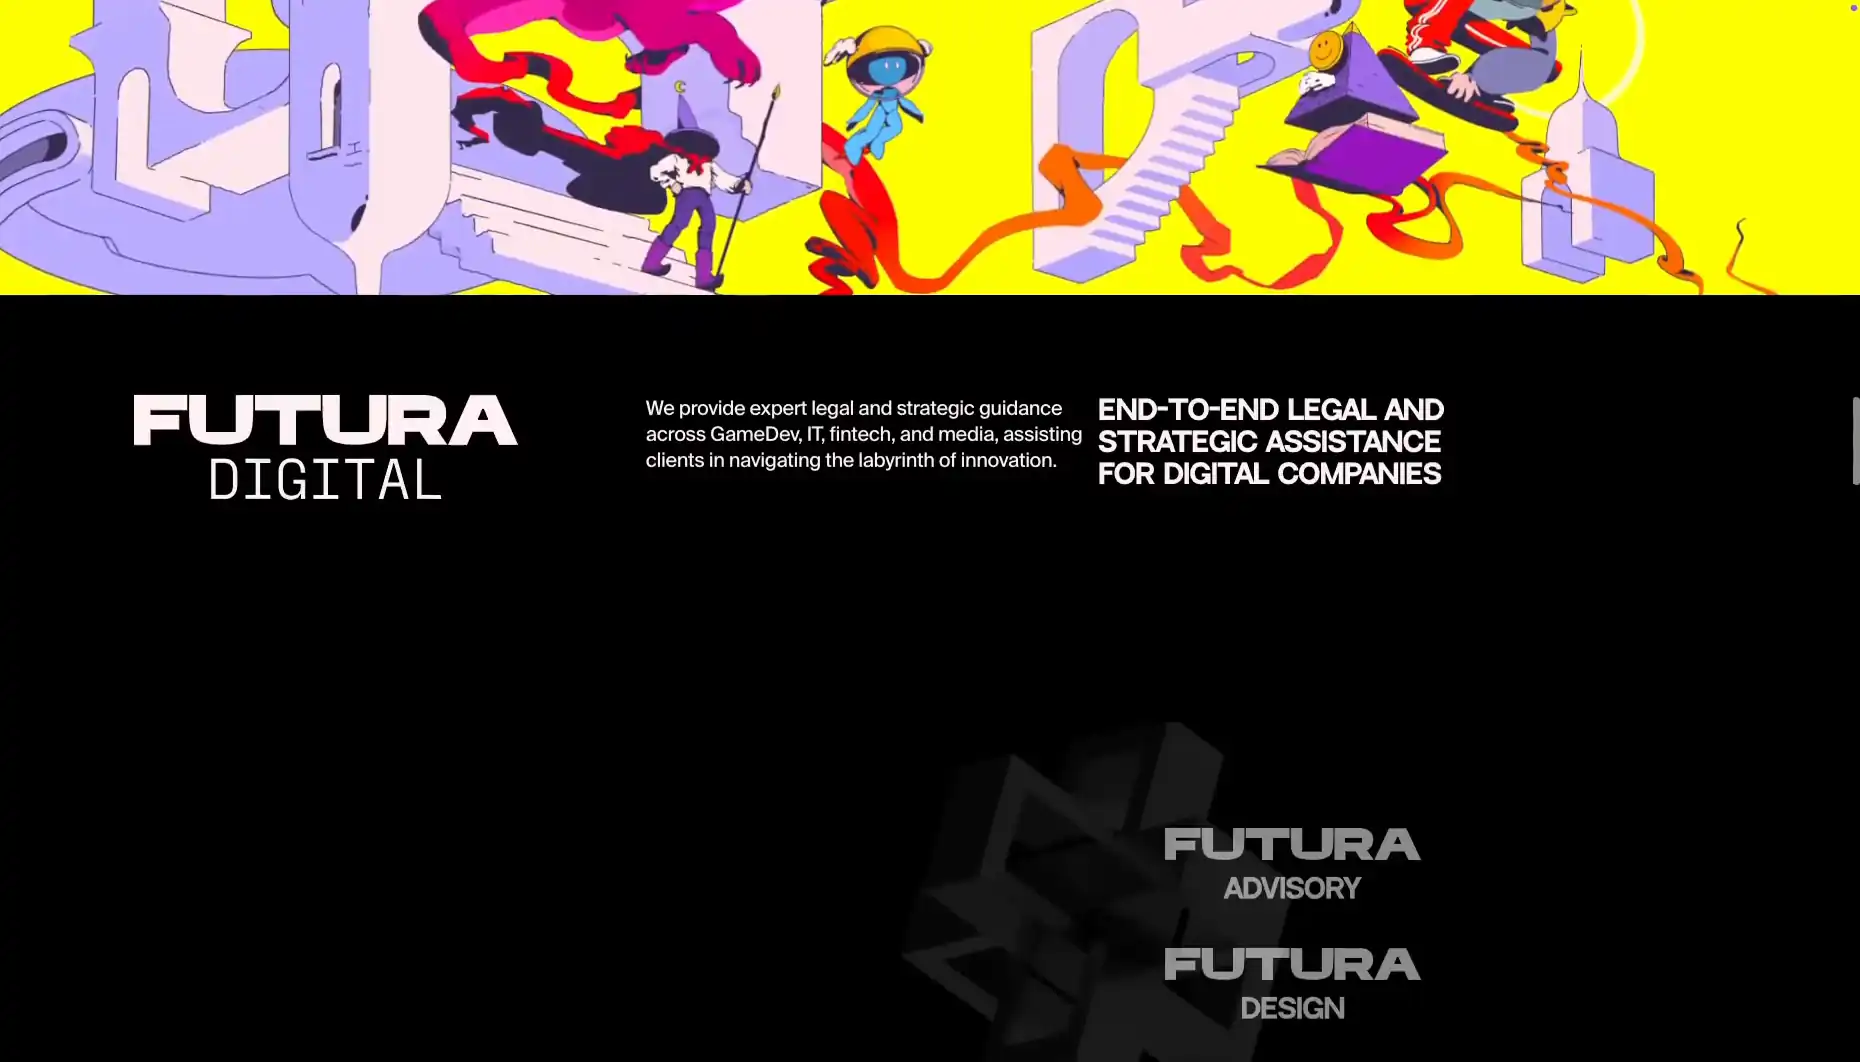 FUTURA
DIGITAL
We provide expert legal and strategic guidance
across GameDev, IT, fintech, and media, assisting
clients in navigating the labyrinth of innovation.
END-TO-END LEGAL AND
STRATEGIC ASSISTANCE
FOR DIGITAL COMPANIES
FUTURA
ADVISORY
FUTURA
DESIGN